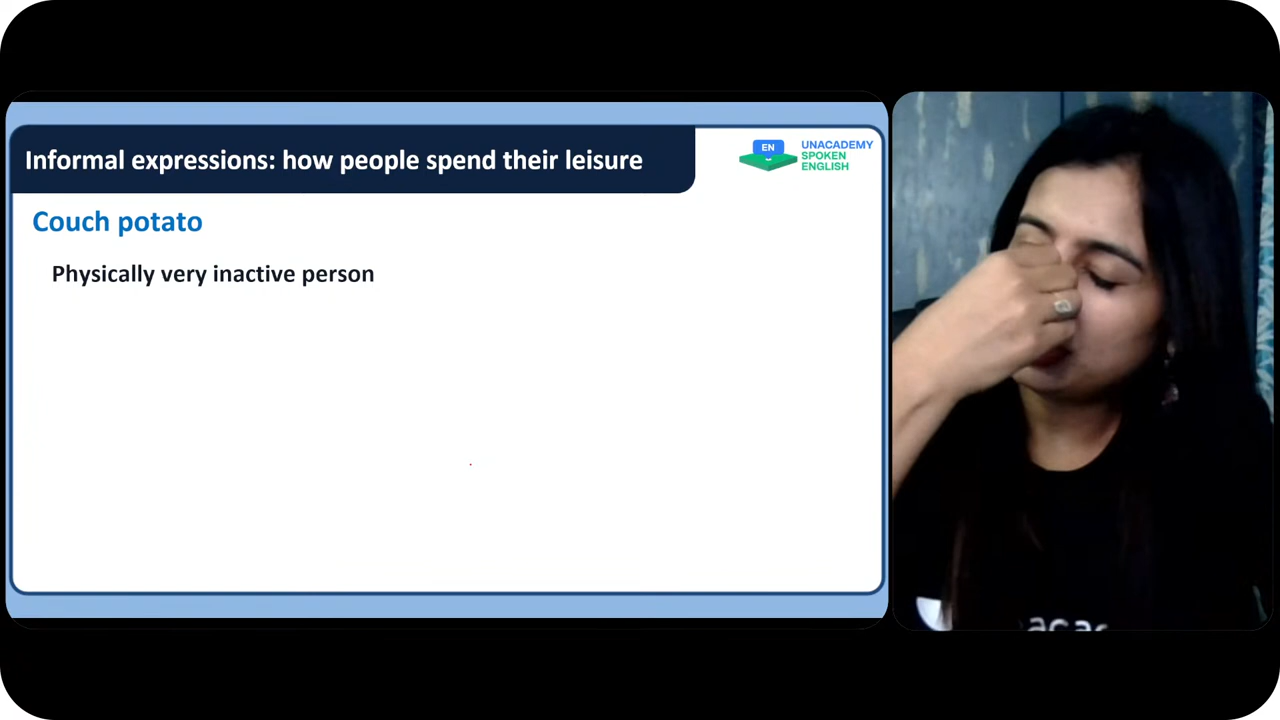 Informal expressions: how people spend their leisure
EN
UNACADEMY
SPOKEN
ENGLISH
Couch potato
Physically very inactive person